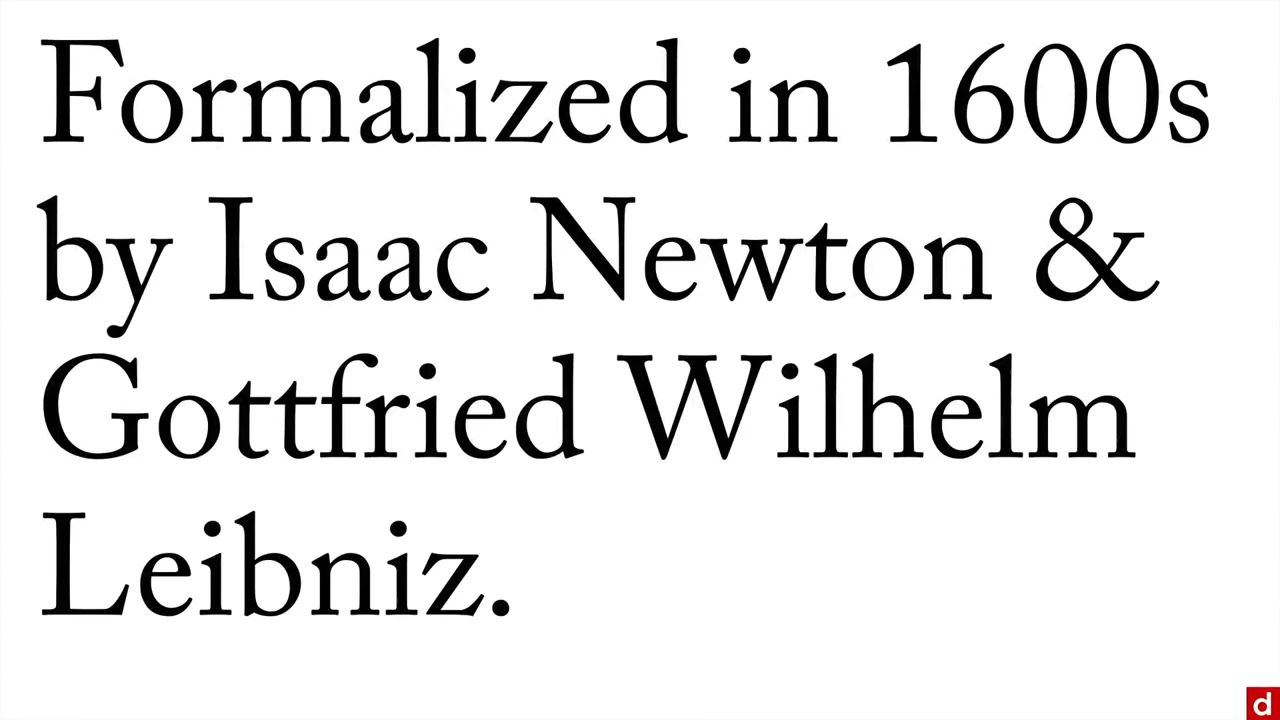 Formalized in 1600s
by Isaac Newton &
Gottfried Wilhelm
Leibniz.
d